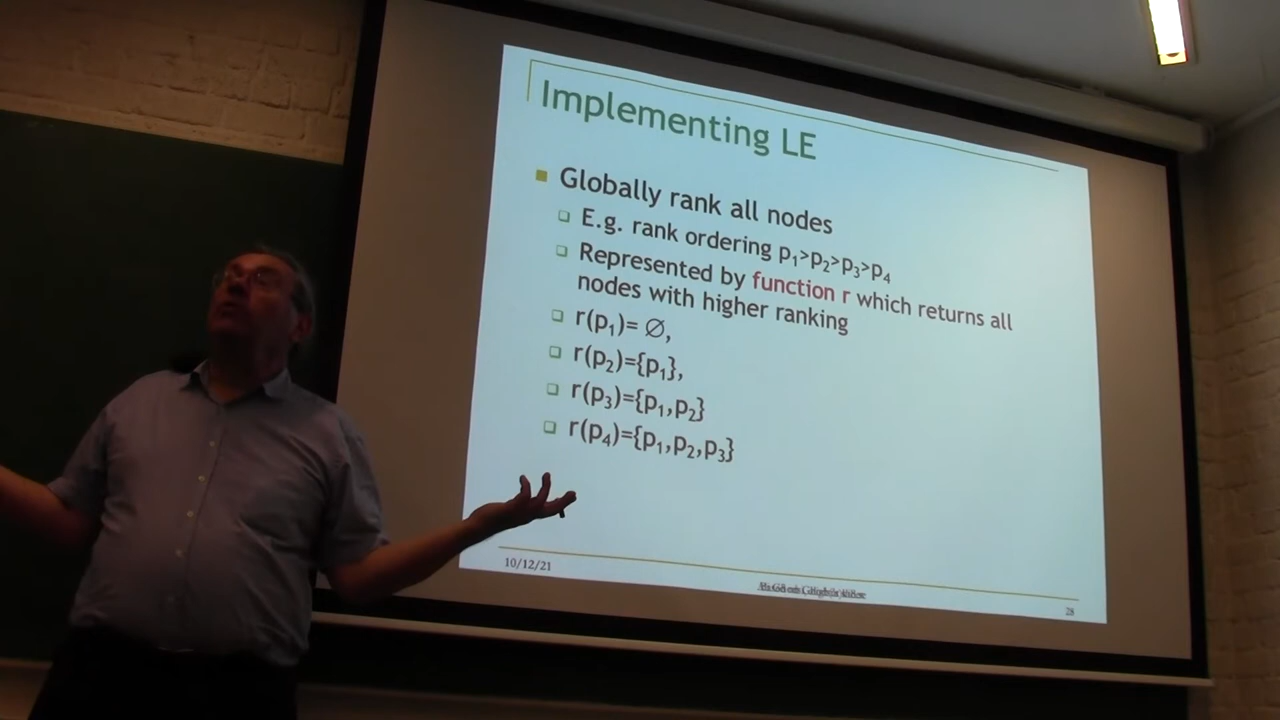 Implementing LE
Globally rank all nodes
E.g. rank ordering p₁>p₂>p₃>p₄
Represented by function r which returns all
nodes with higher ranking
r(p₁)= ∅,
r(p₂)={p₁},
r(p₃)={p₁,p₂}
r(p₄)={p₁,p₂,p₃}
10/12/21
28